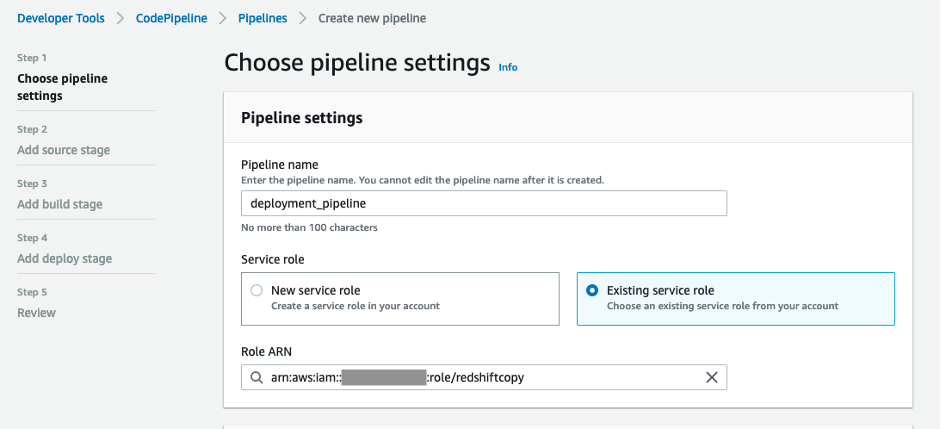 Developer Tools > CodePipeline > Pipelines > Create new pipeline
Step 1
Choose pipeline
settings
Step 2
Add source stage
Step 3
Add build stage
Step 4
Add deploy stage
Step 5
Review
Choose pipeline settings Info
Pipeline settings
Pipeline name
Enter the pipeline name. You cannot edit the pipeline name after it is created.
deployment_pipeline
No more than 100 characters
Service role
New service role
Create a service role in your account
Existing service role
Choose an existing service role from your account
Role ARN
arn:aws:iam:: :role/redshiftcopy